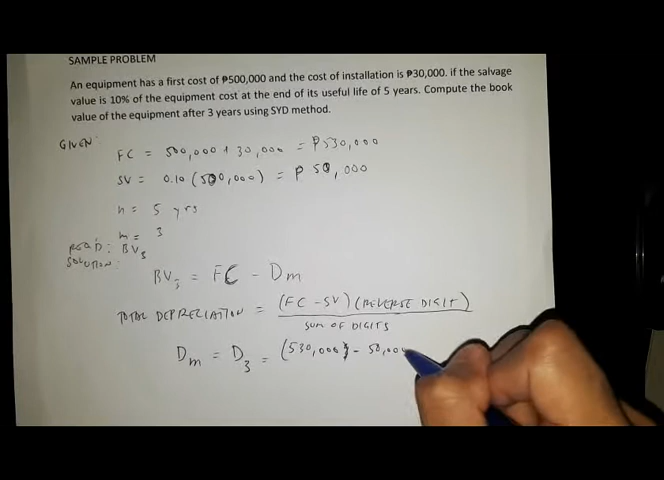 SAMPLE PROBLEM
An equipment has a first cost of ₱500,000 and the cost of installation is ₱30,000. if the salvage
value is 10% of the equipment cost at the end of its useful life of 5 years. Compute the book
value of the equipment after 3 years using SYD method.
GIVEN:
FC = 500,000 + 30,000 = ₱530,000
SV = 0.10 (500,000) = ₱ 50,000
n = 5 yrs
m = 3
REQ'D: BV₃
SOLUTION:
BV₃ = FC - Dm
TOTAL DEPRECIATION = (FC - SV) (REVERSE DIGIT)
SUM OF DIGITS
Dm = D₃ = (530,000 - 50,000